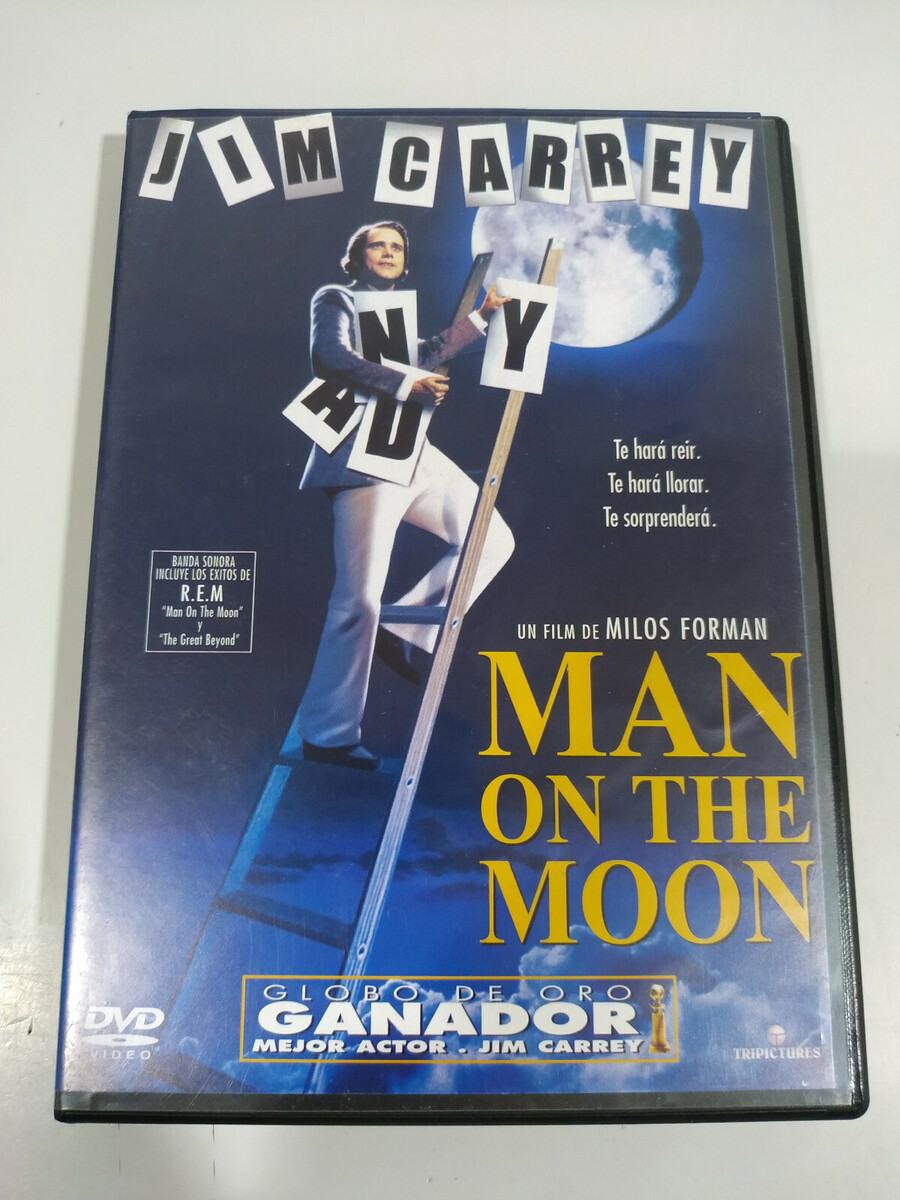 JIM CARREY
N
Y
A
U
Te hará reir.
Te hará llorar.
Te sorprenderá.
BANDA SONORA
INCLUYE LOS EXITOS DE
R.E.M
"Man On The Moon"
y
"The Great Beyond"
UN FILM DE MILOS FORMAN
MAN
ON THE
MOON
GLOBO DE ORO
GANADOR
MEJOR ACTOR . JIM CARREY
DVD
VIDEO
TRIPICTURES